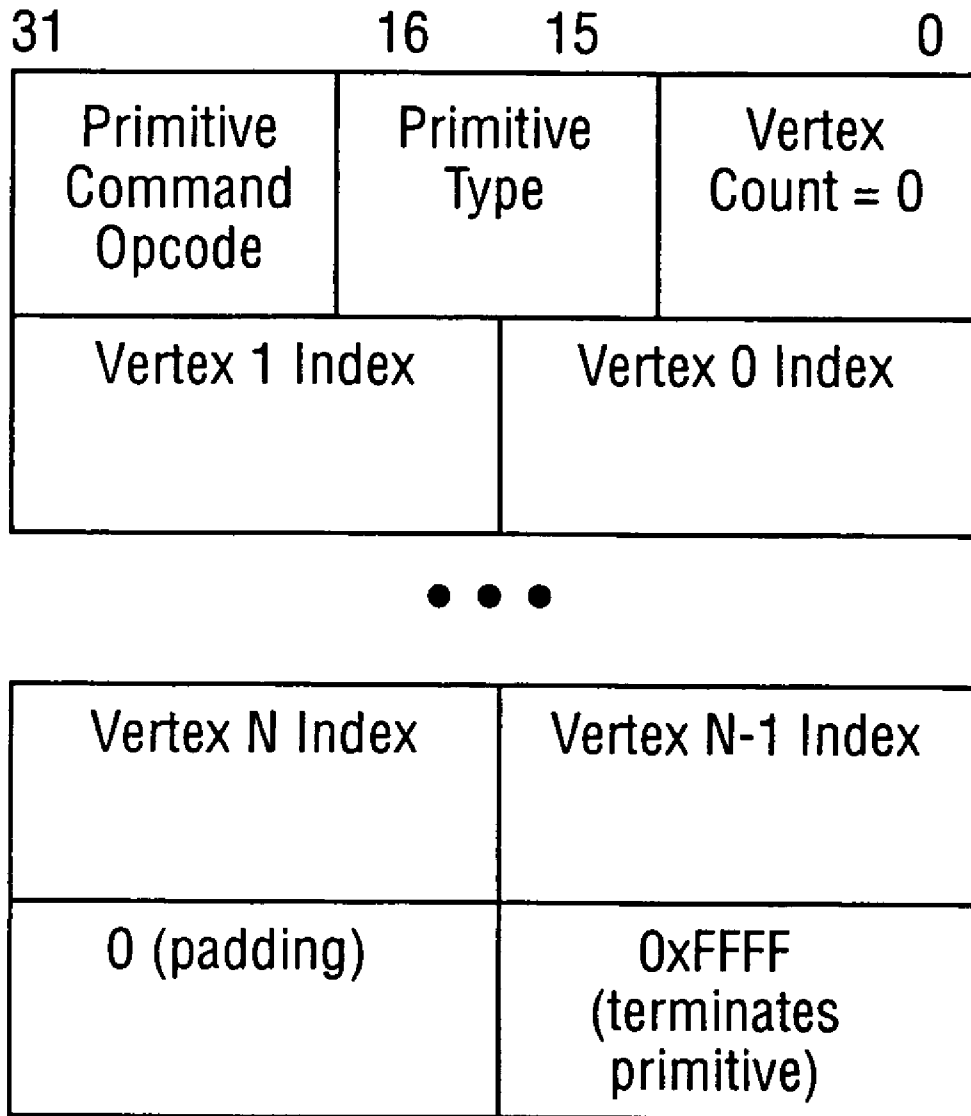 31 16 15 0
Primitive
Command
Opcode
Primitive
Type
Vertex
Count = 0
Vertex 1 Index
Vertex 0 Index
Vertex N Index
Vertex N-1 Index
0 (padding)
0xFFFF
(terminates
primitive)